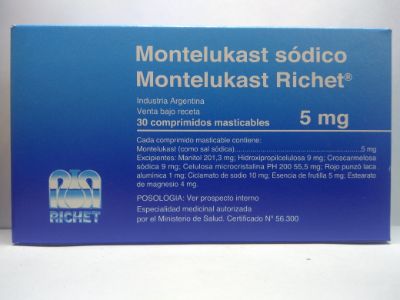 Montelukast sódico
Montelukast Richet®
Industria Argentina
Venta bajo receta
30 comprimidos masticables 5 mg
Cada comprimido masticable contiene:
Montelukast (como sal sódica)......................................................5 mg
Excipientes: Manitol 201,3 mg; Hidroxipropilcelulosa 9 mg; Croscarmelosa
sódica 9 mg; Celulosa microcristalina PH 200 55,5 mg; Rojo punzó laca
alumínica 1 mg; Ciclamato de sodio 10 mg; Esencia de frutilla 5 mg; Estearato
de magnesio 4 mg.
POSOLOGIA: Ver prospecto interno
Especialidad medicinal autorizada
por el Ministerio de Salud. Certificado N° 56.300
RICHET